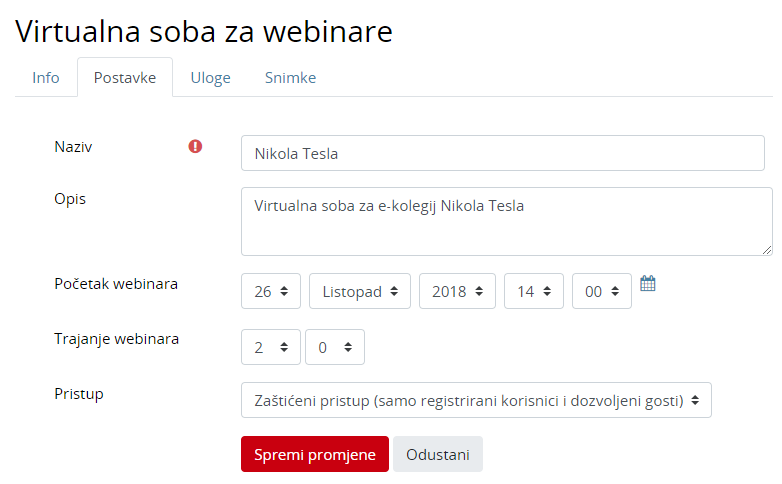 Virtualna soba za webinare
Info Postavke Uloge Snimke
Naziv Nikola Tesla
Opis Virtualna soba za e-kolegij Nikola Tesla
Početak webinara 26 Listopad 2018 14 00
Trajanje webinara 2 0
Pristup Zaštićeni pristup (samo registrirani korisnici i dozvoljeni gosti)
Spremi promjene Odustani